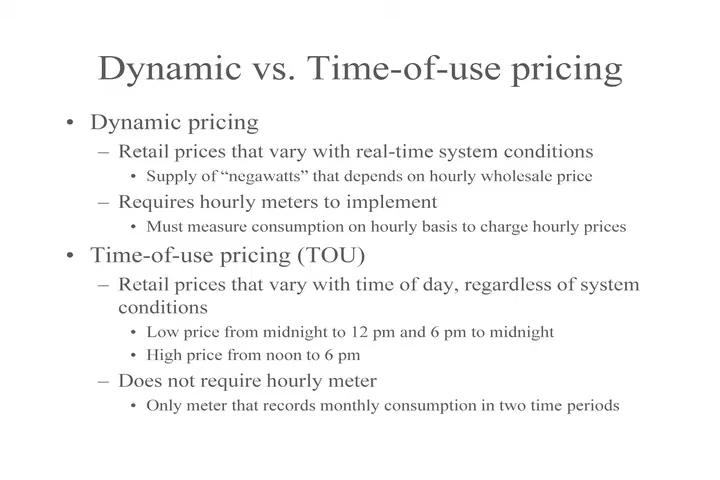 Dynamic vs. Time-of-use pricing
• Dynamic pricing
– Retail prices that vary with real-time system conditions
• Supply of “negawatts” that depends on hourly wholesale price
– Requires hourly meters to implement
• Must measure consumption on hourly basis to charge hourly prices
• Time-of-use pricing (TOU)
– Retail prices that vary with time of day, regardless of system
conditions
• Low price from midnight to 12 pm and 6 pm to midnight
• High price from noon to 6 pm
– Does not require hourly meter
• Only meter that records monthly consumption in two time periods